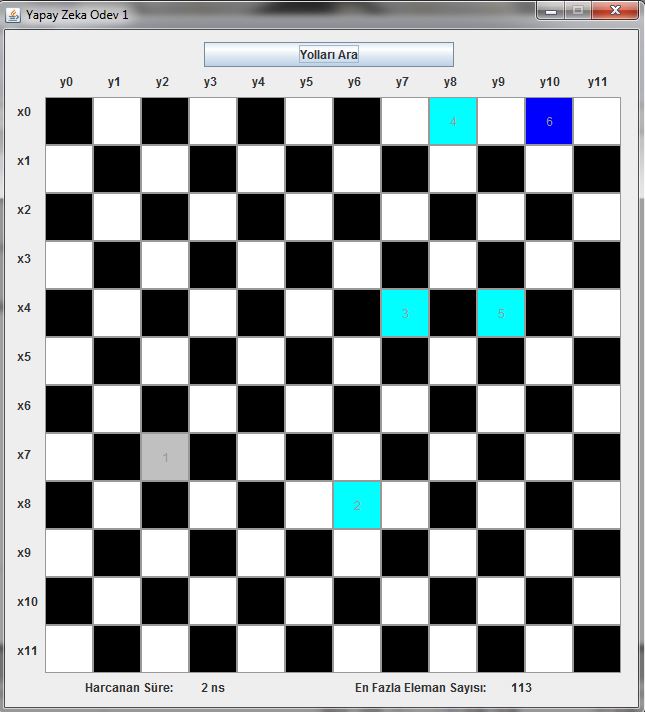 Yapay Zeka Odev 1
Yolları Ara
y0 y1 y2 y3 y4 y5 y6 y7 y8 y9 y10 y11
x0 4 6
x1
x2
x3
x4 3 5
x5
x6
x7 1
x8 2
x9
x10
x11
Harcanan Süre: 2 ns En Fazla Eleman Sayısı: 113